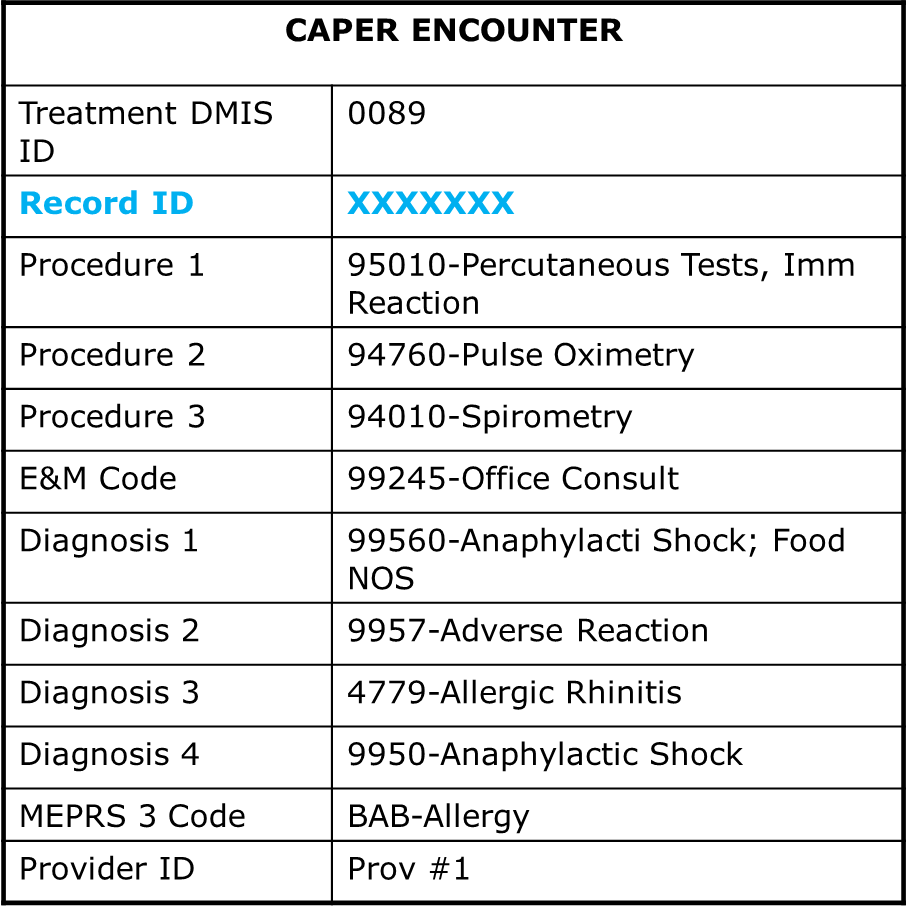 CAPER ENCOUNTER
Treatment DMIS
ID
0089
Record ID
XXXXXXX
Procedure 1
95010-Percutaneous Tests, Imm
Reaction
Procedure 2
94760-Pulse Oximetry
Procedure 3
94010-Spirometry
E&M Code
99245-Office Consult
Diagnosis 1
99560-Anaphylacti Shock; Food
NOS
Diagnosis 2
9957-Adverse Reaction
Diagnosis 3
4779-Allergic Rhinitis
Diagnosis 4
9950-Anaphylactic Shock
MEPRS 3 Code
BAB-Allergy
Provider ID
Prov #1